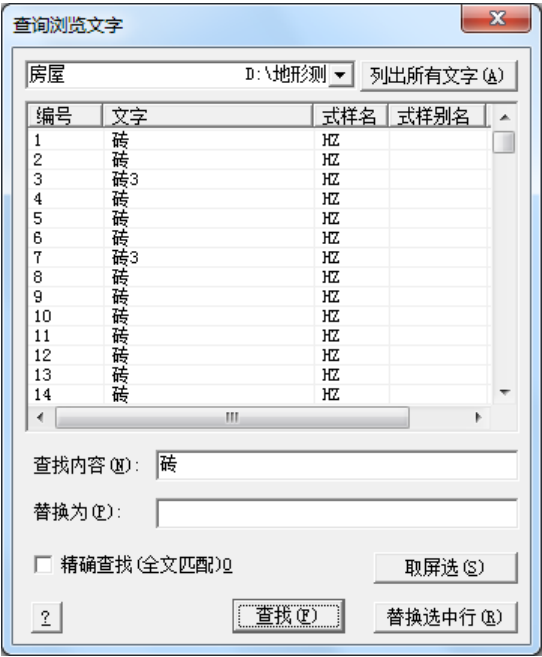 查询浏览文字
房屋 D:\地形测 列出所有文字(A)
编号 文字 式样名 式样别名
1 砖 HZ
2 砖 HZ
3 砖3 HZ
4 砖 HZ
5 砖 HZ
6 砖 HZ
7 砖3 HZ
8 砖 HZ
9 砖 HZ
10 砖 HZ
11 砖 HZ
12 砖 HZ
13 砖 HZ
14 砖 HZ
查找内容(N): 砖
替换为(P):
精确查找(全文匹配)O 取屏选(S)
? 查找(F) 替换选中行(R)